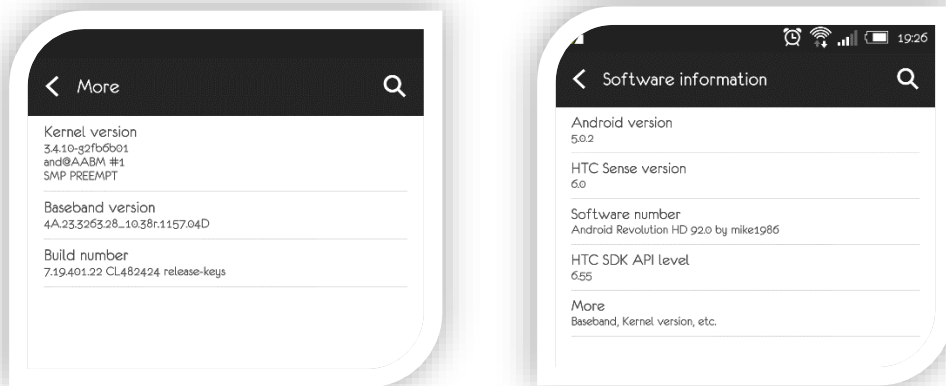 More
Kernel version
3.4.10-g2fb6b01
and@AABM #1
SMP PREEMPT
Baseband version
4A.23.3263.28_10.38r.1157.04D
Build number
7.19.401.22 CL482424 release-keys
19:26
Software information
Android version
5.0.2
HTC Sense version
6.0
Software number
Android Revolution HD 92.0 by mike1986
HTC SDK API level
6.55
More
Baseband, Kernel version, etc.